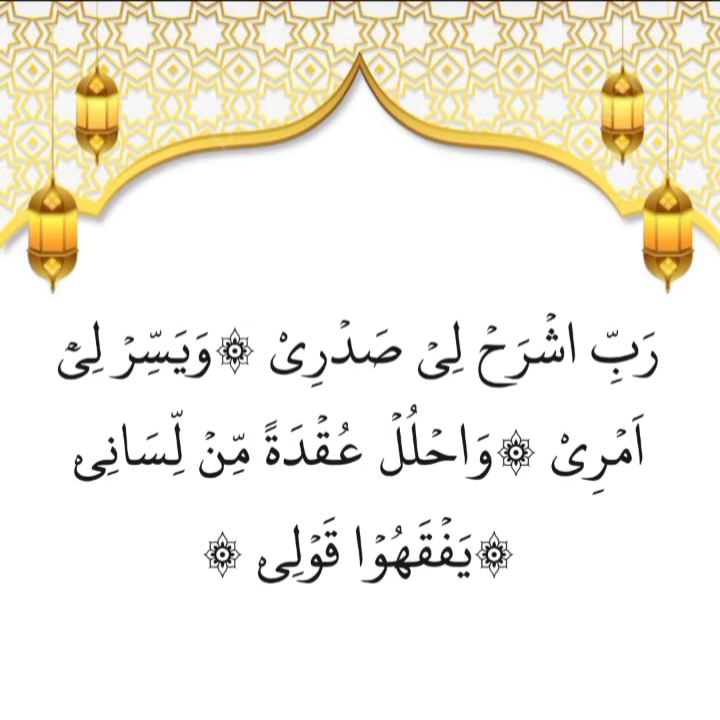 رَبِّ اشْرَحْ لِیْ صَدْرِیْ ۞وَیَسِّرْ لِیْۤ
اَمْرِیْ ۞وَاحْلُلْ عُقْدَةً مِّنْ لِّسَانِیْ
۞یَفْقَهُوْا قَوْلِیْ ۞